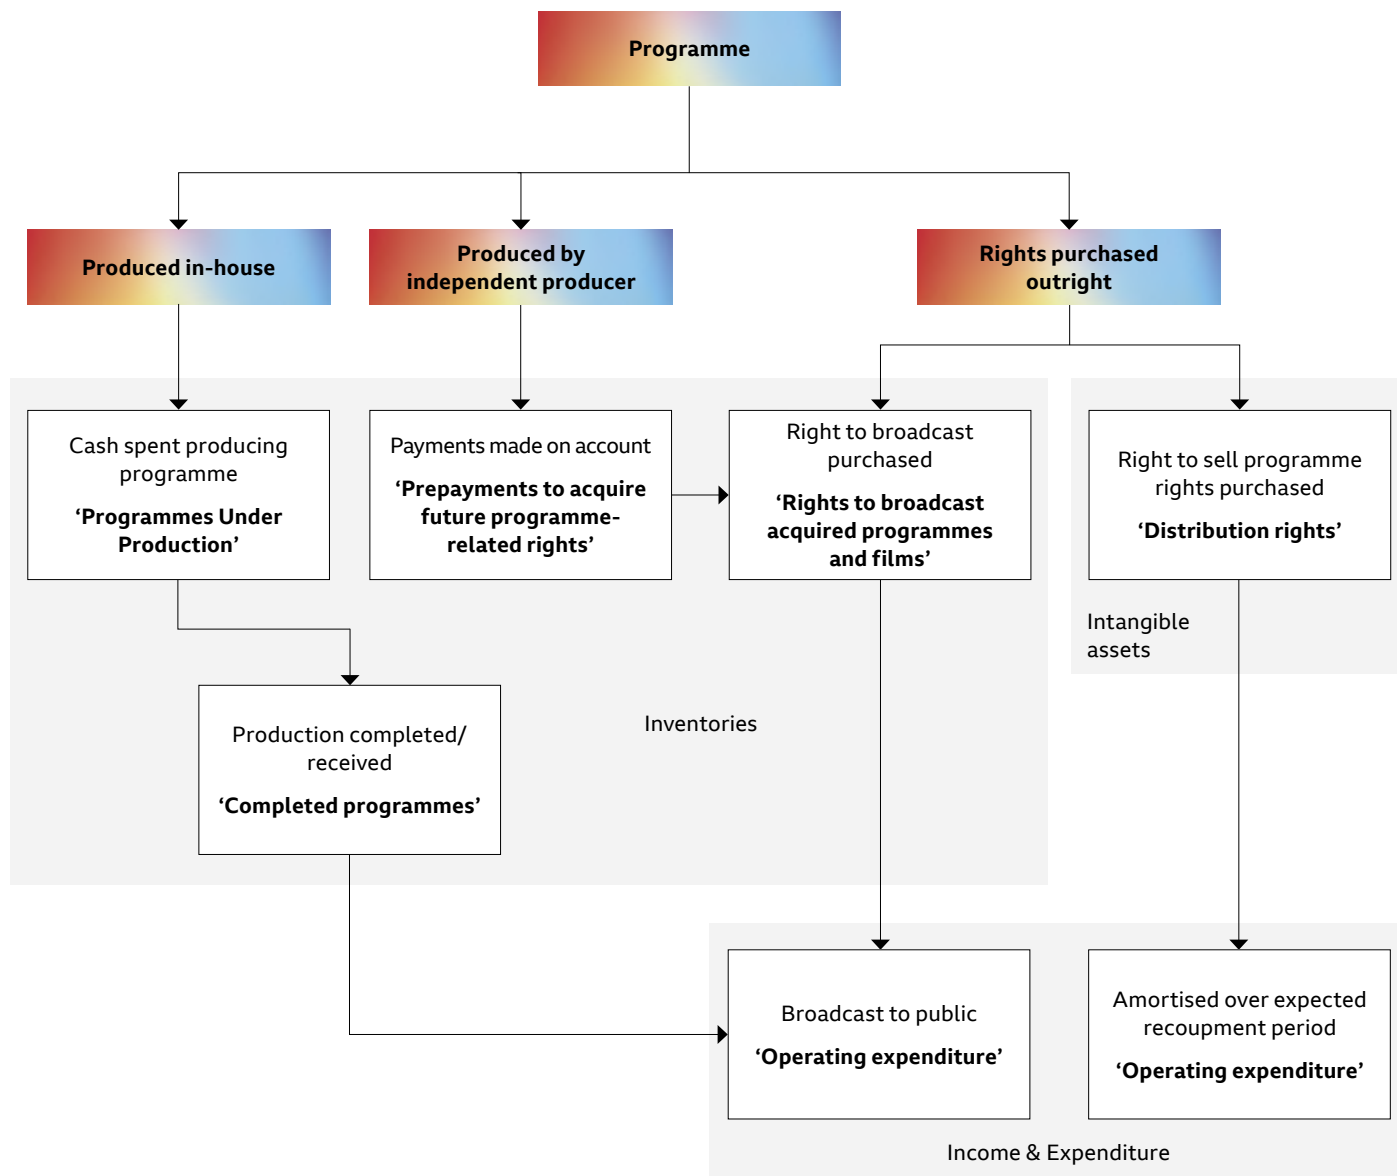 Programme
Produced in-house
Produced by
independent producer
Rights purchased
outright
Cash spent producing
programme
‘Programmes Under
Production’
Payments made on account
‘Prepayments to acquire
future programme-
related rights’
Right to broadcast
purchased
‘Rights to broadcast
acquired programmes
and films’
Right to sell programme
rights purchased
‘Distribution rights’
Intangible
assets
Production completed/
received
‘Completed programmes’
Inventories
Broadcast to public
‘Operating expenditure’
Amortised over expected
recoupment period
‘Operating expenditure’
Income & Expenditure